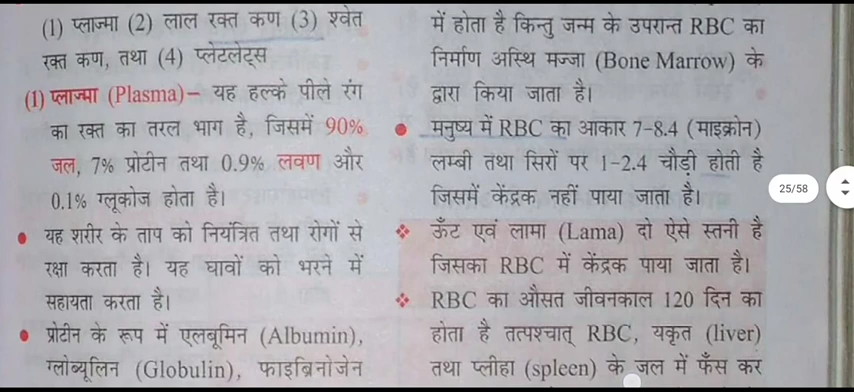 (1) प्लाज्मा (2) लाल रक्त कण (3) श्वेत
रक्त कण, तथा (4) प्लेटलेट्स
(1) प्लाज्मा (Plasma)– यह हल्के पीले रंग
का रक्त का तरल भाग है, जिसमें 90%
जल, 7% प्रोटीन तथा 0.9% लवण और
0.1% ग्लूकोज होता है।
● यह शरीर के ताप को नियंत्रित तथा रोगों से
रक्षा करता है। यह घावों को भरने में
सहायता करता है।
● प्रोटीन के रूप में एलबूमिन (Albumin),
ग्लोब्यूलिन (Globulin), फाइब्रिनोजेन
में होता है किन्तु जन्म के उपरान्त RBC का
निर्माण अस्थि मज्जा (Bone Marrow) के
द्वारा किया जाता है।
● मनुष्य में RBC का आकार 7-8.4 (माइक्रोन)
लम्बी तथा सिरों पर 1-2.4 चौड़ी होती है
जिसमें केंद्रक नहीं पाया जाता है।
❖ ऊँट एवं लामा (Lama) दो ऐसे स्तनी है
जिसका RBC में केंद्रक पाया जाता है।
❖ RBC का औसत जीवनकाल 120 दिन का
होता है तत्पश्चात् RBC, यकृत (liver)
तथा प्लीहा (spleen) के जल में फँस कर
25/58